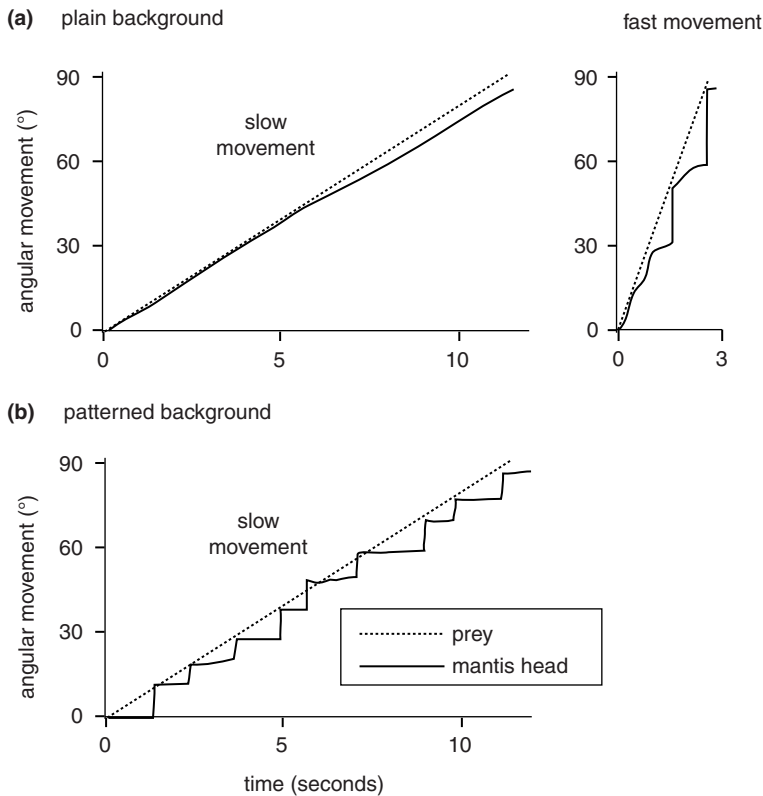 (a) plain background
fast movement
90
60
30
0
angular movement (°)
slow
movement
0 5 10
90
60
30
0
0 3
(b) patterned background
90
60
30
0
angular movement (°)
slow
movement
prey
mantis head
0 5 10
time (seconds)